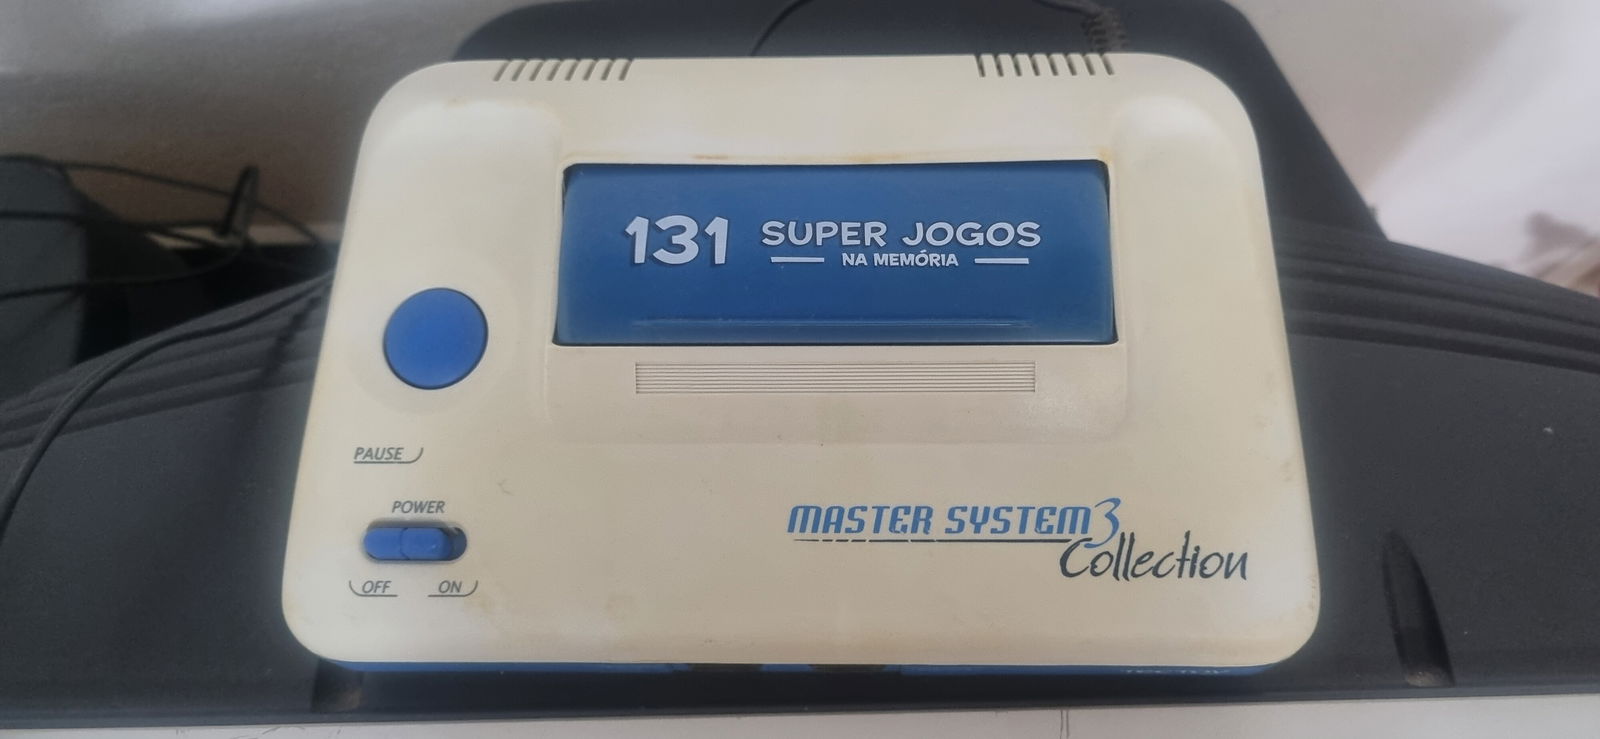 131 SUPER JOGOS
NA MEMÓRIA
PAUSE
POWER
OFF ON
MASTER SYSTEM 3
Collection